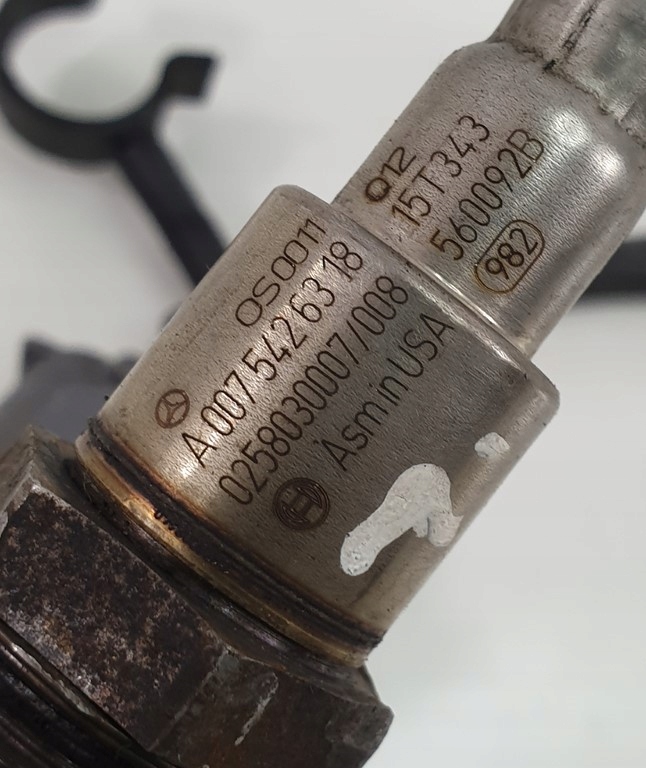 Q12
15T343
560092B
982
OS0011
A 007 542 63 18
0258030007/008
Asm in USA